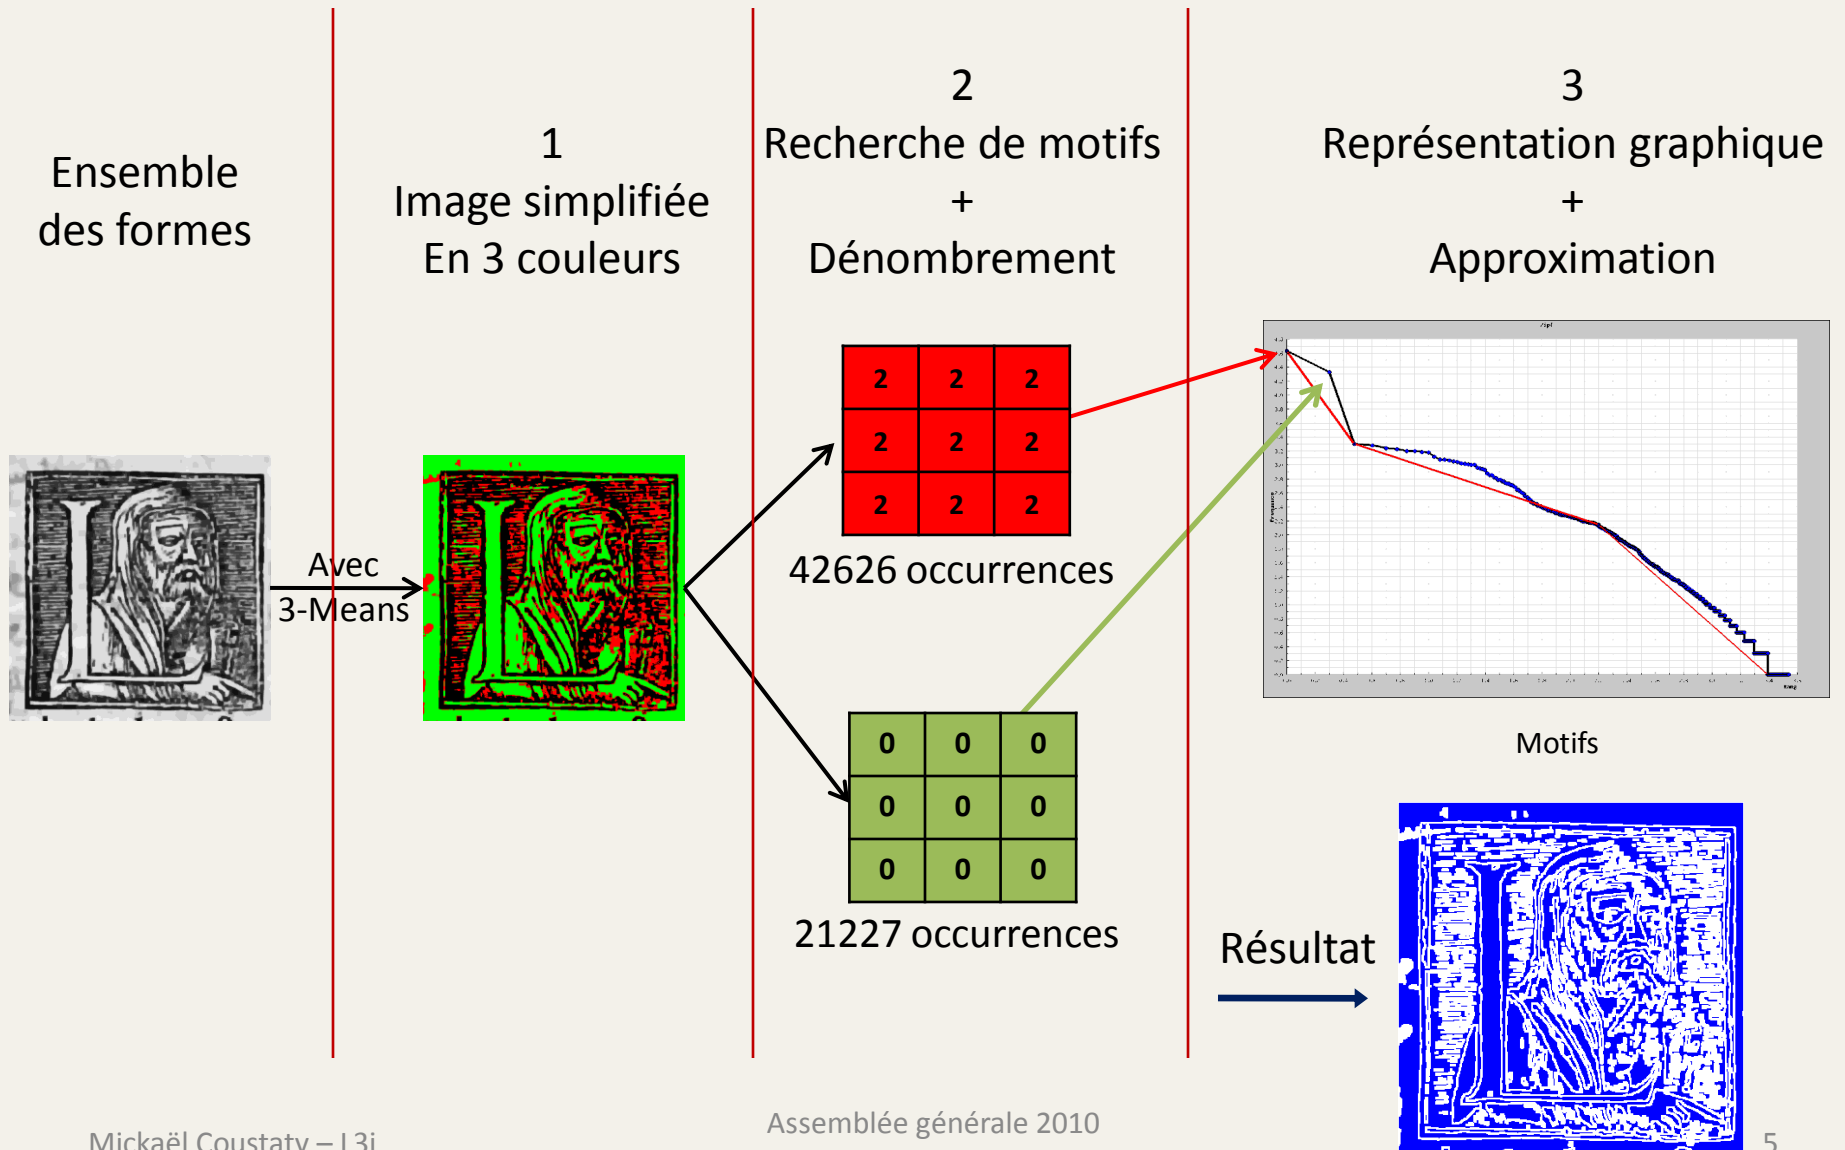 Ensemble
des formes
1
Image simplifiée
En 3 couleurs
2
Recherche de motifs
+
Dénombrement
3
Représentation graphique
+
Approximation
Avec
3-Means
2 2 2
2 2 2
2 2 2
42626 occurrences
0 0 0
0 0 0
0 0 0
21227 occurrences
Motifs
Résultat
Assemblée générale 2010
Mickaël Coustaty – L3i
5